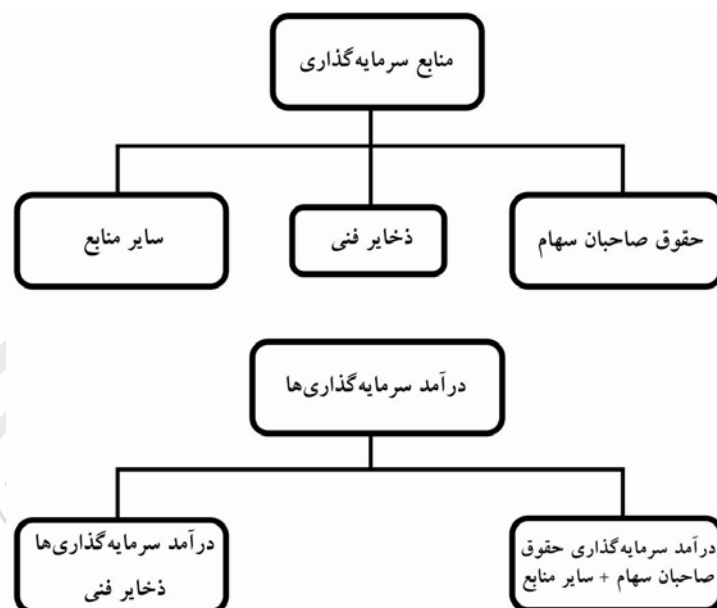 منابع سرمایه‌گذاری
حقوق صاحبان سهام
ذخایر فنی
سایر منابع
درآمد سرمایه‌گذاری‌ها
درآمد سرمایه‌گذاری حقوق
صاحبان سهام + سایر منابع
درآمد سرمایه‌گذاری‌ها
ذخایر فنی